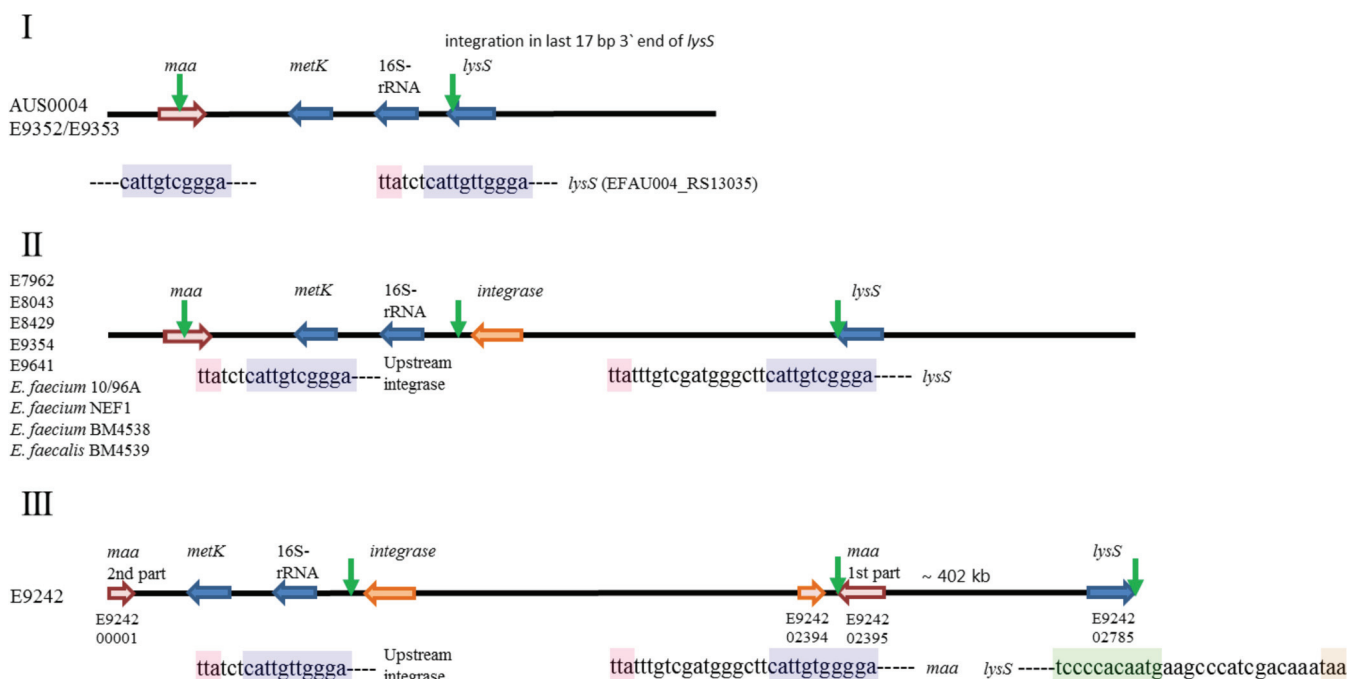 I
integration in last 17 bp 3` end of lysS
maa
metK
16S-
rRNA
lysS
AUS0004
E9352/E9353
----cattgtcggga----
ttatctcattgttggga---- lysS (EFAU004_RS13035)
II
E7962
E8043
E8429
E9354
E9641
E. faecium 10/96A
E. faecium NEF1
E. faecium BM4538
E. faecalis BM4539
maa
metK
16S-
rRNA
integrase
lysS
ttatctcattgtcggga---- Upstream
integrase
ttatttgtcgatgggcttcattgtcggga----- lysS
III
maa
2nd part
metK
16S-
rRNA
integrase
maa
1st part
~ 402 kb
lysS
E9242
E9242
00001
E9242
02394
E9242
02395
E9242
02785
ttatctcattgttggga---- Upstream
integrase
ttatttgtcgatgggcttcattgtgggga----- maa
lysS ----tccccacaatgaagcccatcgacaaataa